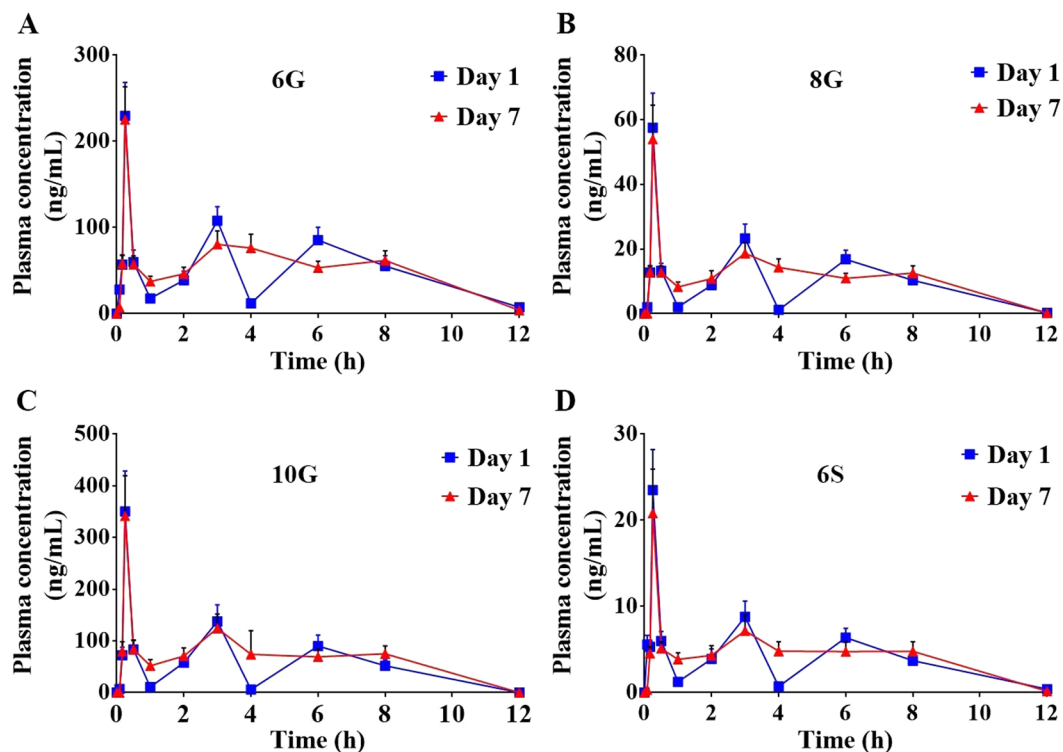 A
Plasma concentration
(ng/mL)
300
200
100
0
6G
Day 1
Day 7
0 2 4 6 8 10 12
Time (h)
B
Plasma concentration
(ng/mL)
80
60
40
20
0
8G
Day 1
Day 7
0 2 4 6 8 10 12
Time (h)
C
Plasma concentration
(ng/mL)
500
400
300
200
100
0
10G
Day 1
Day 7
0 2 4 6 8 10 12
Time (h)
D
Plasma concentration
(ng/mL)
30
20
10
0
6S
Day 1
Day 7
0 2 4 6 8 10 12
Time (h)